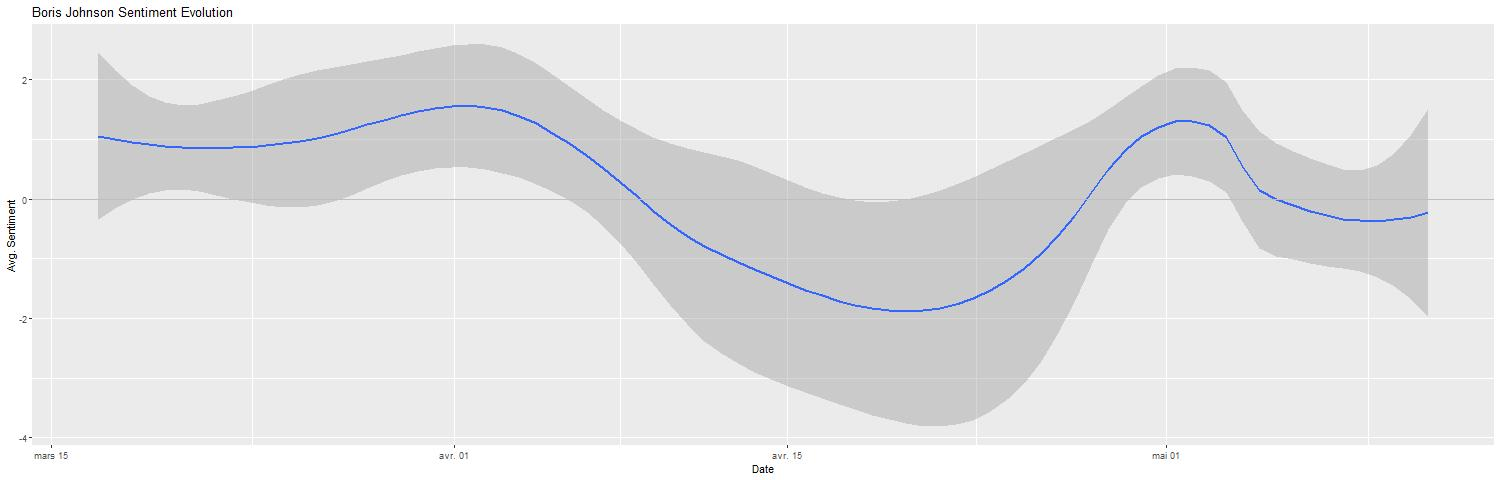 Boris Johnson Sentiment Evolution
Avg. Sentiment
2
0
-2
-4
mars 15
avr. 01
avr. 15
mai 01
Date